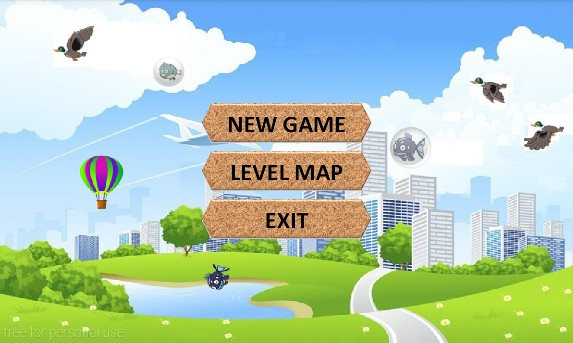 NEW GAME
LEVEL MAP
EXIT
free for personal use